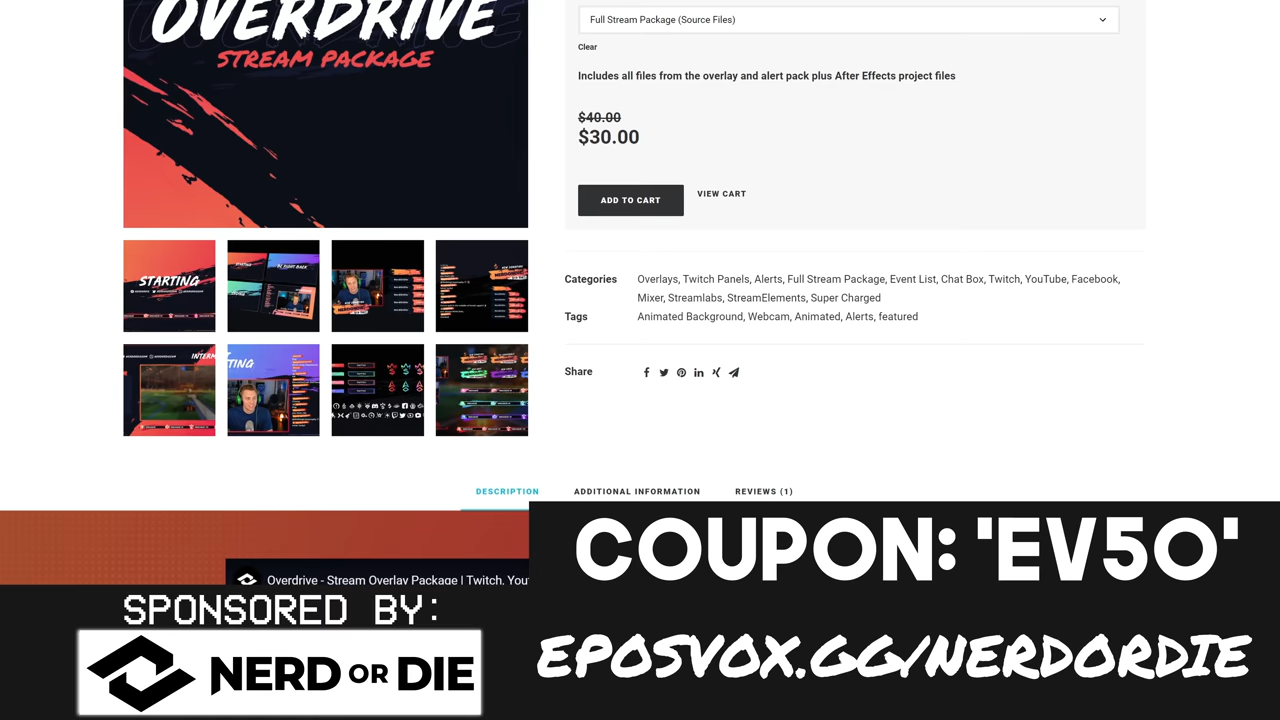 OVERDRIVE
STREAM PACKAGE
Full Stream Package (Source Files)
Clear
Includes all files from the overlay and alert pack plus After Effects project files
$40.00
$30.00
ADD TO CART
VIEW CART
STARTING
Categories
Overlays, Twitch Panels, Alerts, Full Stream Package, Event List, Chat Box, Twitch, YouTube, Facebook,
Mixer, Streamlabs, StreamElements, Super Charged
Tags
Animated Background, Webcam, Animated, Alerts, featured
Share
DESCRIPTION
ADDITIONAL INFORMATION
REVIEWS (1)
Overdrive - Stream Overlay Package | Twitch, You
SPONSORED BY:
NERD OR DIE
COUPON: 'EV50'
EPOSVOX.GG/NERDORDIE